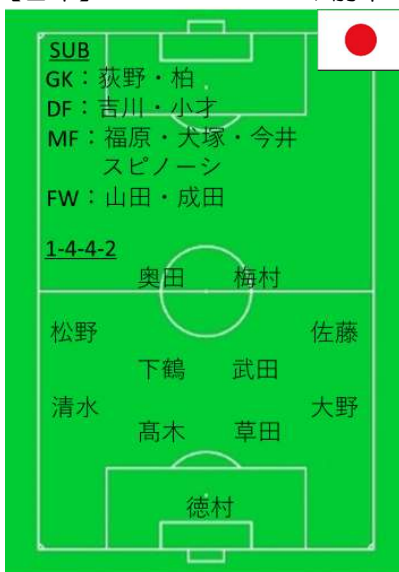 SUB
GK：荻野・柏
DF：吉川・小才
MF：福原・犬塚・今井
スピノーシ
FW：山田・成田
1-4-4-2
奥田 梅村
松野 佐藤
下鶴 武田
清水 大野
髙木 草田
徳村